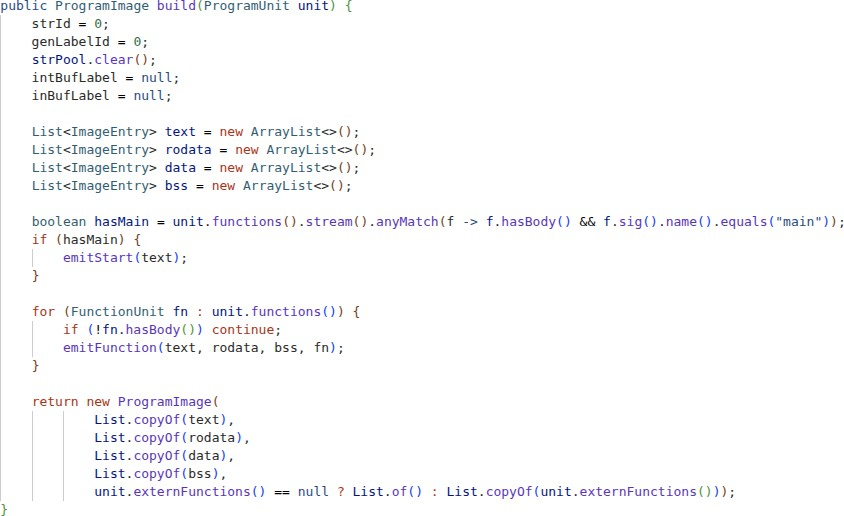 public ProgramImage build(ProgramUnit unit) {
    strId = 0;
    genLabelId = 0;
    strPool.clear();
    intBufLabel = null;
    inBufLabel = null;

    List<ImageEntry> text = new ArrayList<>();
    List<ImageEntry> rodata = new ArrayList<>();
    List<ImageEntry> data = new ArrayList<>();
    List<ImageEntry> bss = new ArrayList<>();

    boolean hasMain = unit.functions().stream().anyMatch(f -> f.hasBody() && f.sig().name().equals("main"));
    if (hasMain) {
        emitStart(text);
    }

    for (FunctionUnit fn : unit.functions()) {
        if (!fn.hasBody()) continue;
        emitFunction(text, rodata, bss, fn);
    }

    return new ProgramImage(
            List.copyOf(text),
            List.copyOf(rodata),
            List.copyOf(data),
            List.copyOf(bss),
            unit.externFunctions() == null ? List.of() : List.copyOf(unit.externFunctions()));
}